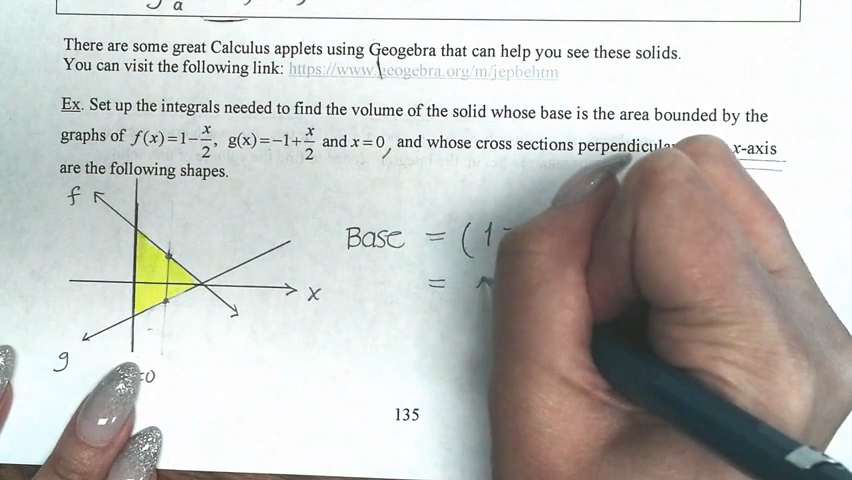 a
There are some great Calculus applets using Geogebra that can help you see these solids.
You can visit the following link: https://www.geogebra.org/m/jepbehtm
Ex. Set up the integrals needed to find the volume of the solid whose base is the area bounded by the
graphs of f(x)=1−x/2, g(x)=−1+x/2 and x=0, and whose cross sections perpendicula x-axis
are the following shapes.
f
Base = (1 -
=
x
g
=0
135